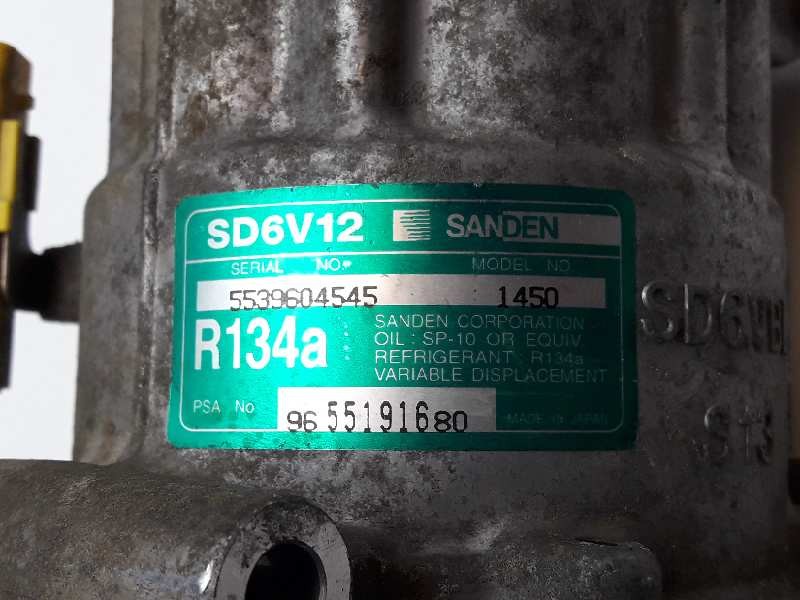 SD6V12 SANDEN
SERIAL NO. MODEL NO
5539604545 1450
R134a
SANDEN CORPORATION
OIL : SP-10 OR EQUIV.
REFRIGERANT : R134a
VARIABLE DISPLACEMENT
PSA No 96 551916 80
MADE IN JAPAN